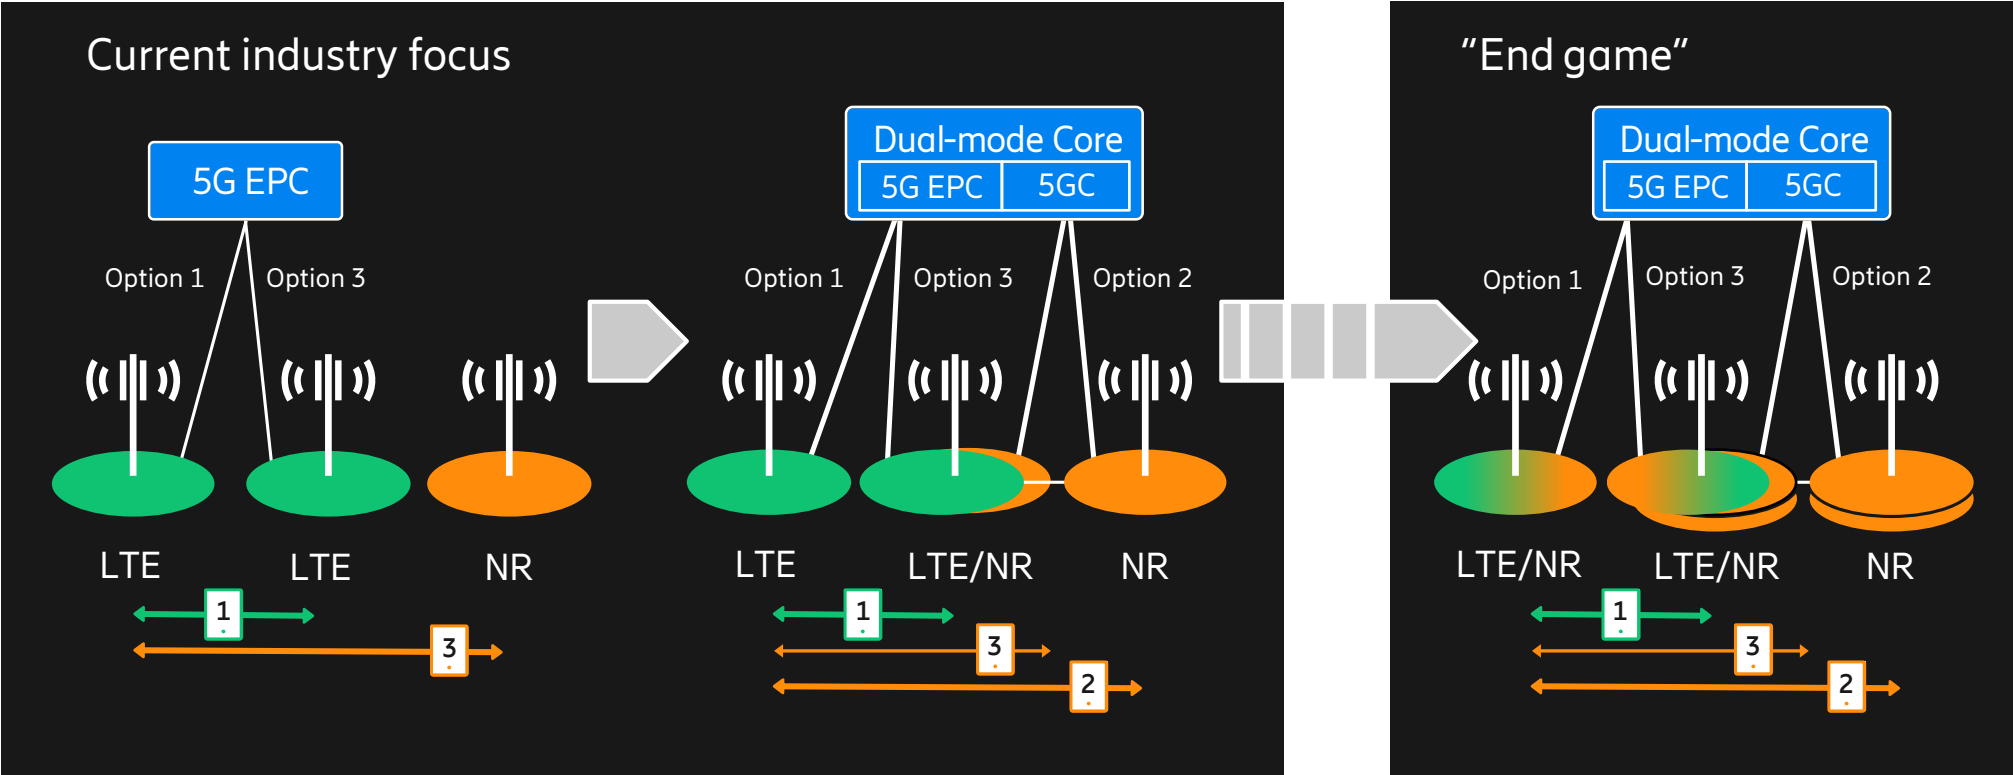 Current industry focus
5G EPC
Option 1
Option 3
LTE
LTE
NR
1
3
Dual-mode Core
5G EPC
5GC
Option 1
Option 3
Option 2
LTE
LTE/NR
NR
1
3
2
“End game”
Dual-mode Core
5G EPC
5GC
Option 1
Option 3
Option 2
LTE/NR
LTE/NR
NR
1
3
2